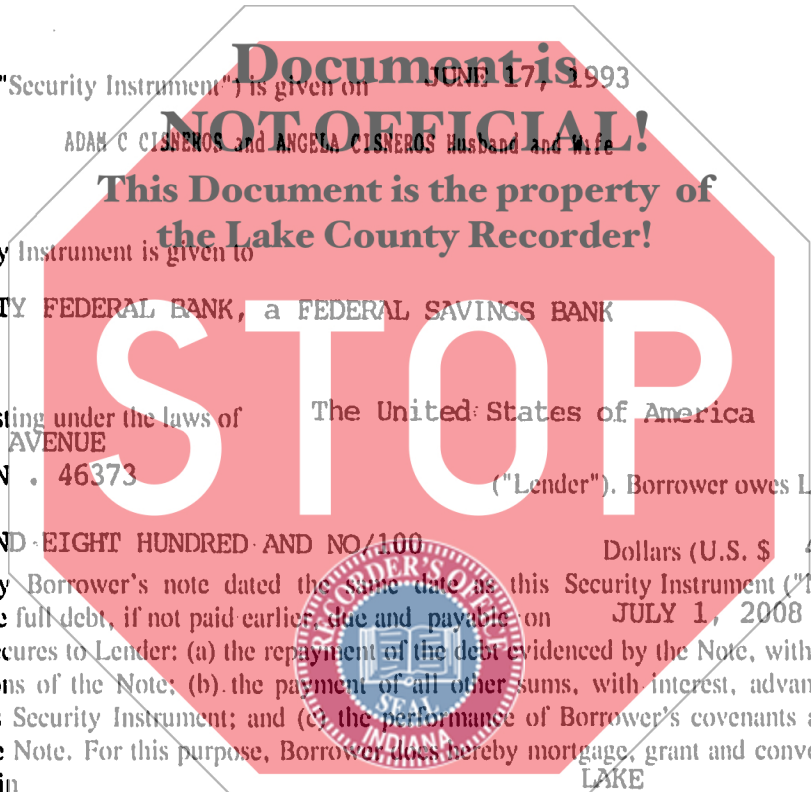 Document is
"Security Instrument") is given on JUNE 17, 1993
NOT OFFICIAL!
ADAM C CISNEROS and ANGELA CISNEROS Husband and Wife
This Document is the property of
the Lake County Recorder!
y Instrument is given to
TY FEDERAL BANK, a FEDERAL SAVINGS BANK
STOP
sting under the laws of The United States of America
AVENUE
N . 46373
("Lender"). Borrower owes L
ND EIGHT HUNDRED AND NO/100
Dollars (U.S. $ 4
y Borrower's note dated the same date as this Security Instrument ("
e full debt, if not paid earlier, due and payable on JULY 1, 2008
cures to Lender: (a) the repayment of the debt evidenced by the Note, with
ns of the Note; (b) the payment of all other sums, with interest, advan
s Security Instrument; and (c) the performance of Borrower's covenants a
e Note. For this purpose, Borrower does hereby mortgage, grant and conv
in LAKE
RECORDER'S OFFICE
SEAL
INDIANA